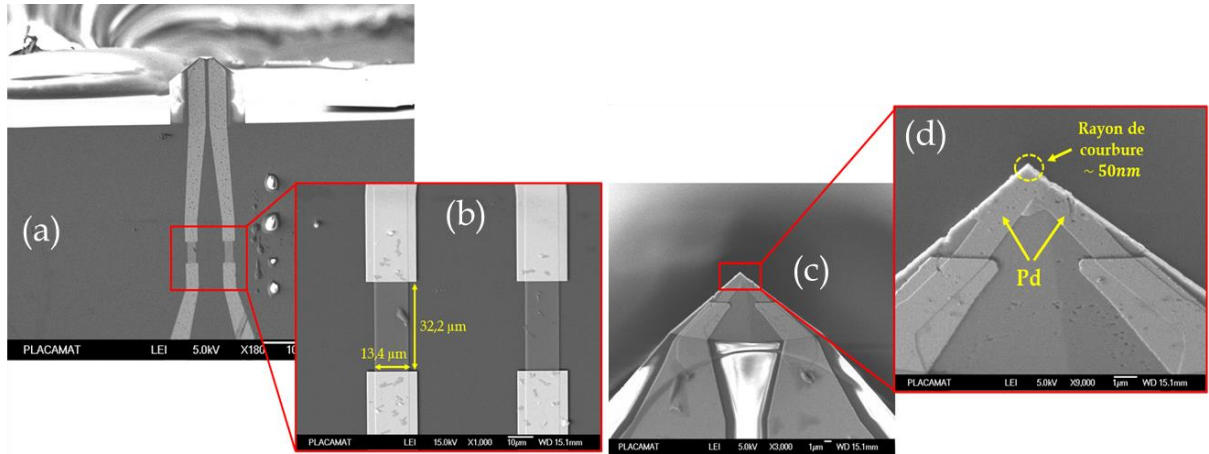 (a)
PLACAMAT LEI 5.0kV X180 10
(b)
32,2 µm
13,4 µm
PLACAMAT LEI 15.0kV X1,000 10µm WD 15.1mm
(c)
PLACAMAT LEI 5.0kV X3,000 1µm WD 15.1mm
(d)
Rayon de
courbure
~ 50nm
Pd
PLACAMAT LEI 5.0kV X9,000 1µm WD 15.1mm